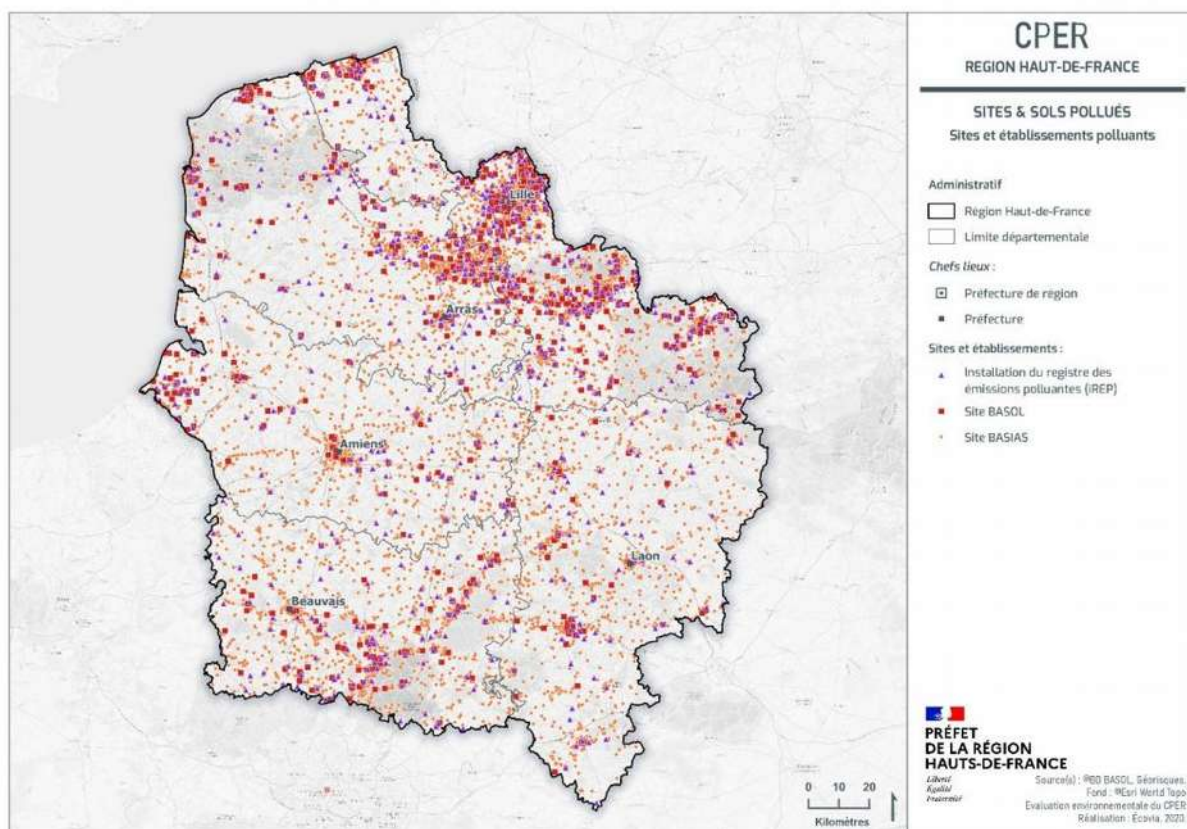 CPER
REGION HAUT-DE-FRANCE
SITES & SOLS POLLUÉS
Sites et établissements polluants
Administratif
Région Haut-de-France
Limite départementale
Chefs lieux :
Préfecture de région
Préfecture
Sites et établissements :
Installation du registre des
émissions polluantes (iREP)
Site BASOL
Site BASIAS
Lille
Arras
Amiens
Laon
Beauvais
0 10 20
Kilomètres
PRÉFET
DE LA RÉGION
HAUTS-DE-FRANCE
Liberté
Égalité
Fraternité
Source(s) : ©BD BASOL, Géorisques,
Fond : ©Esri World Topo
Evaluation environnementale du CPER
Réalisation : Écovia, 2020